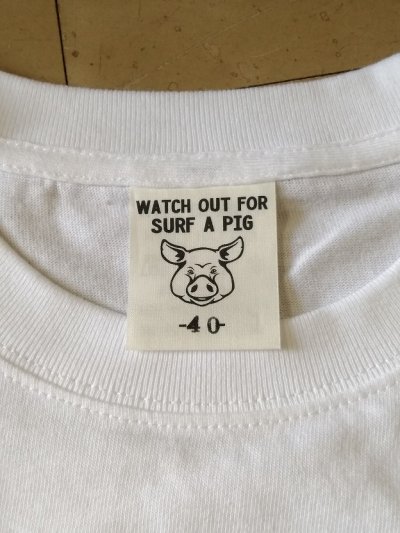 WATCH OUT FOR
SURF A PIG
-40-